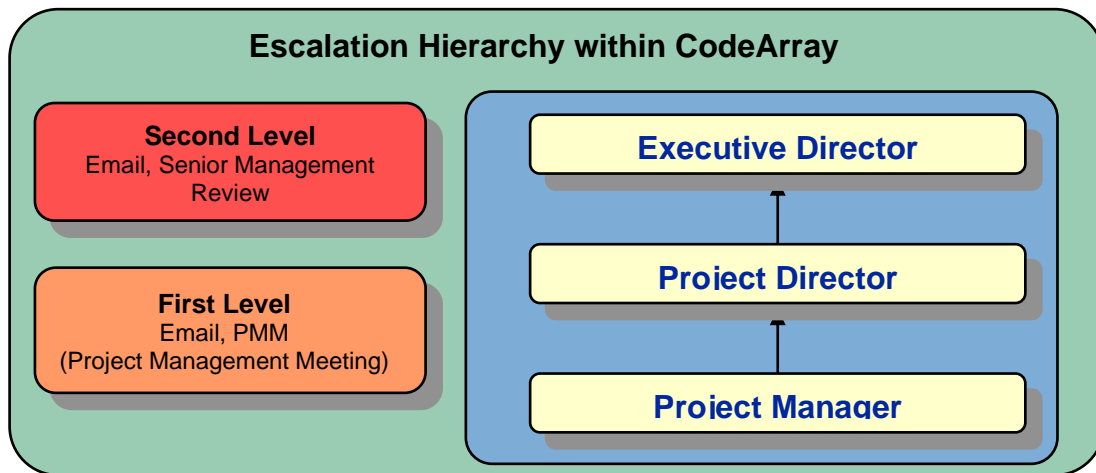 Escalation Hierarchy within CodeArray
Second Level
Email, Senior Management
Review
First Level
Email, PMM
(Project Management Meeting)
Executive Director
Project Director
Project Manager